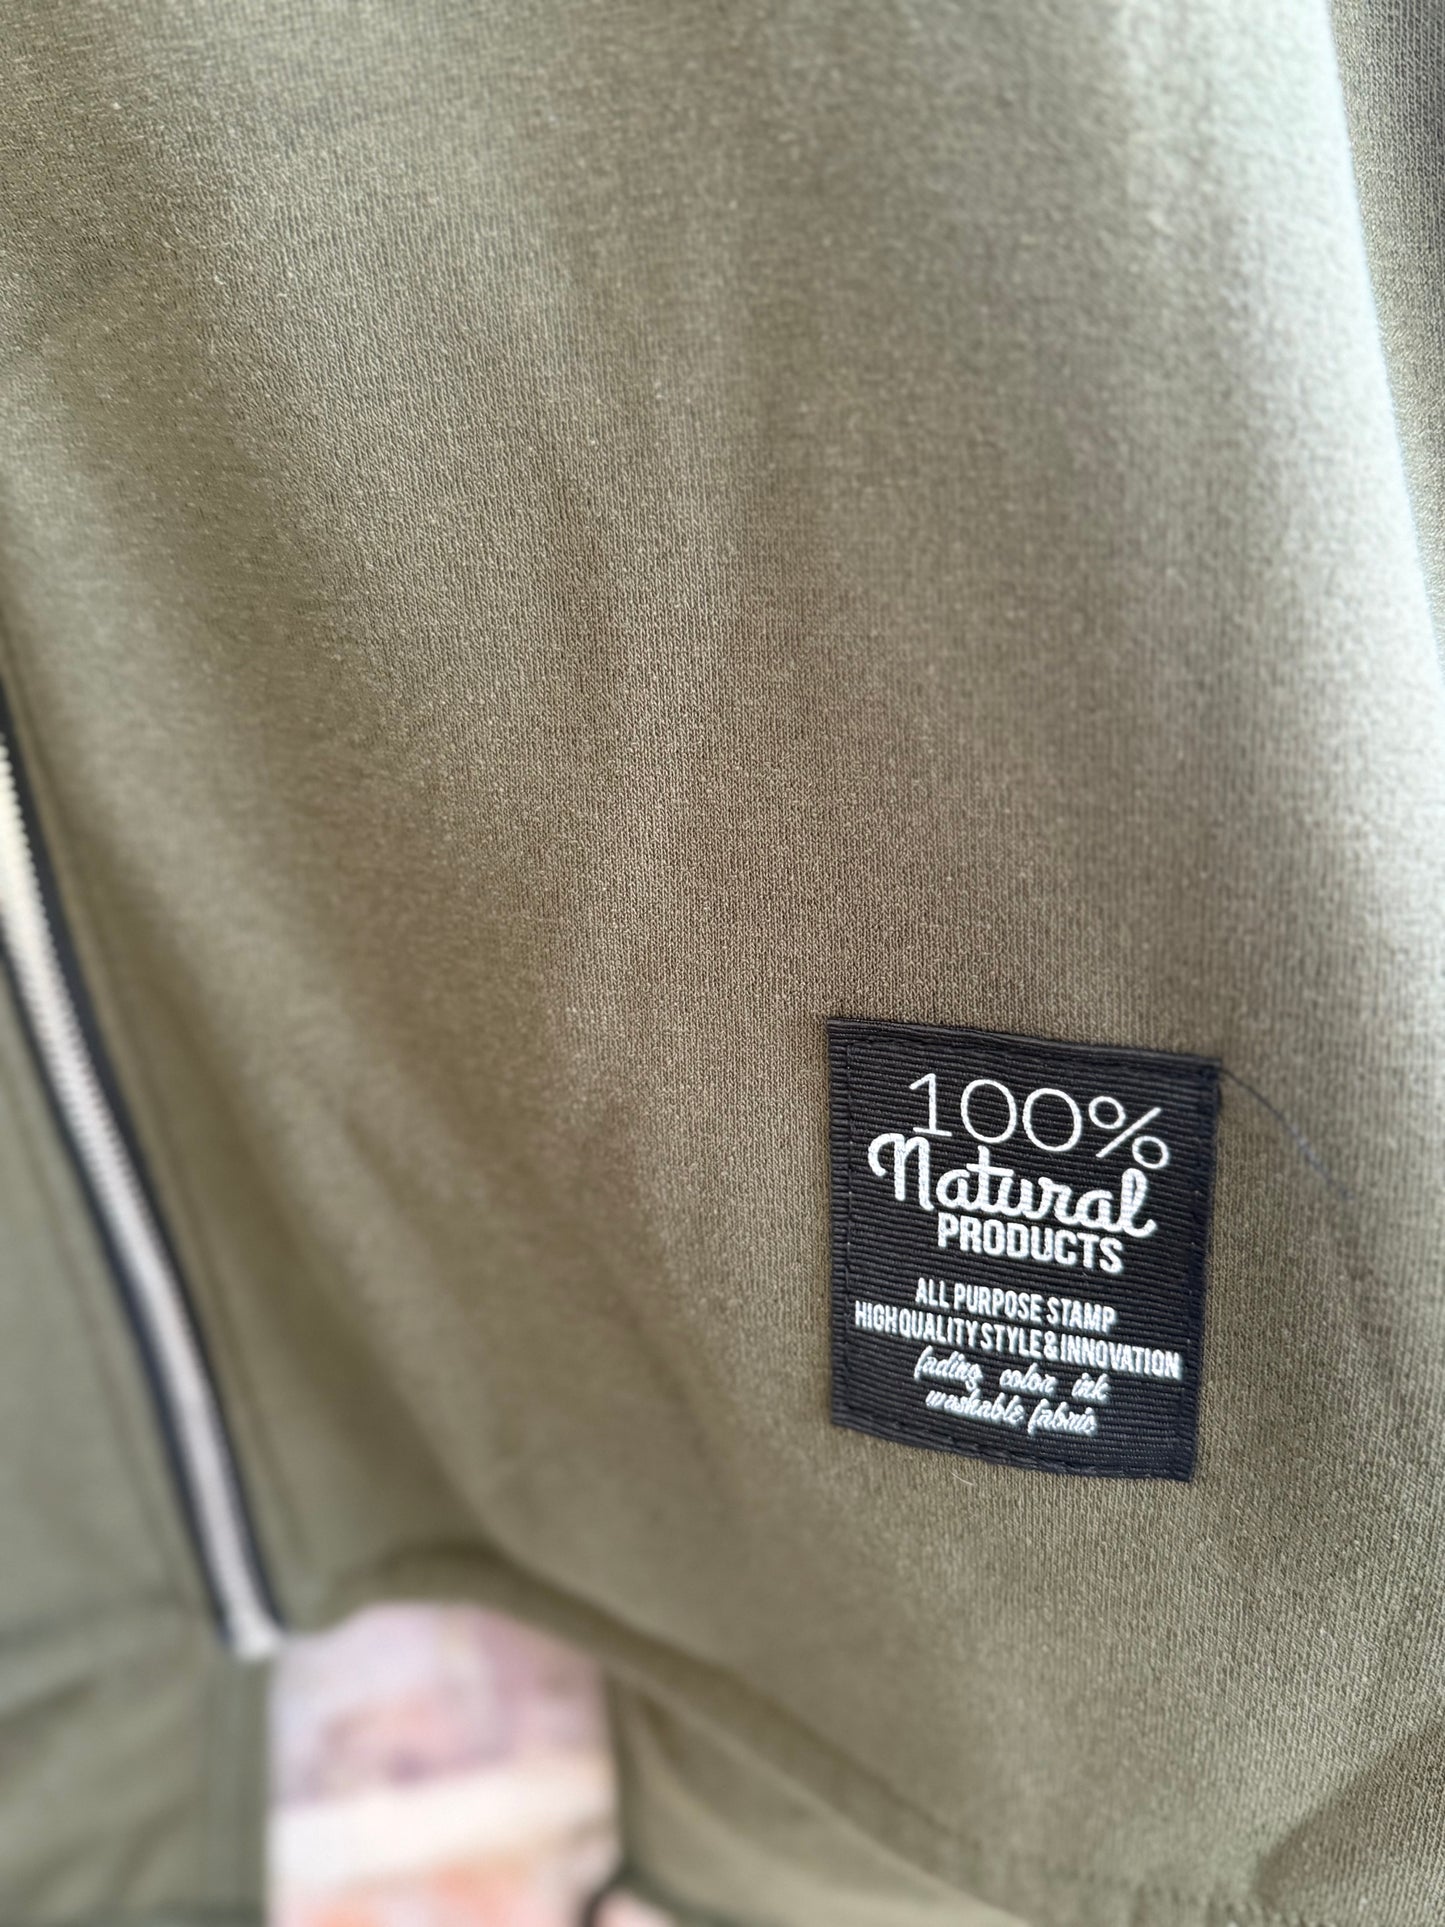 100%
Natural
PRODUCTS
ALL PURPOSE STAMP
HIGH QUALITY STYLE & INNOVATION
fading color ink
washable fabric